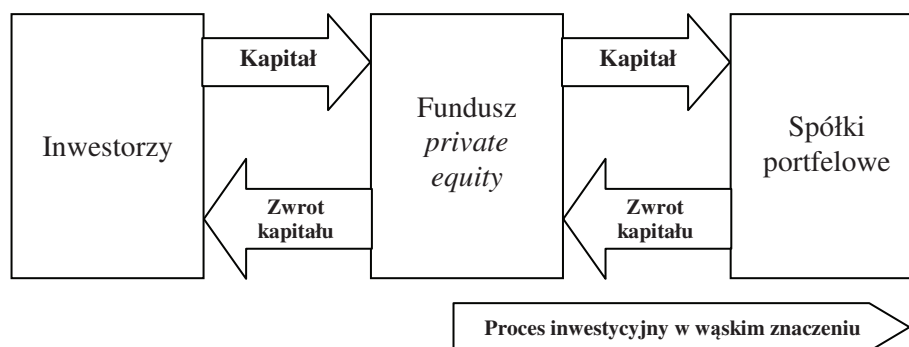 Inwestorzy
Kapitał
Zwrot
kapitału
Fundusz
private
equity
Kapitał
Zwrot
kapitału
Spółki
portfelowe
Proces inwestycyjny w wąskim znaczeniu